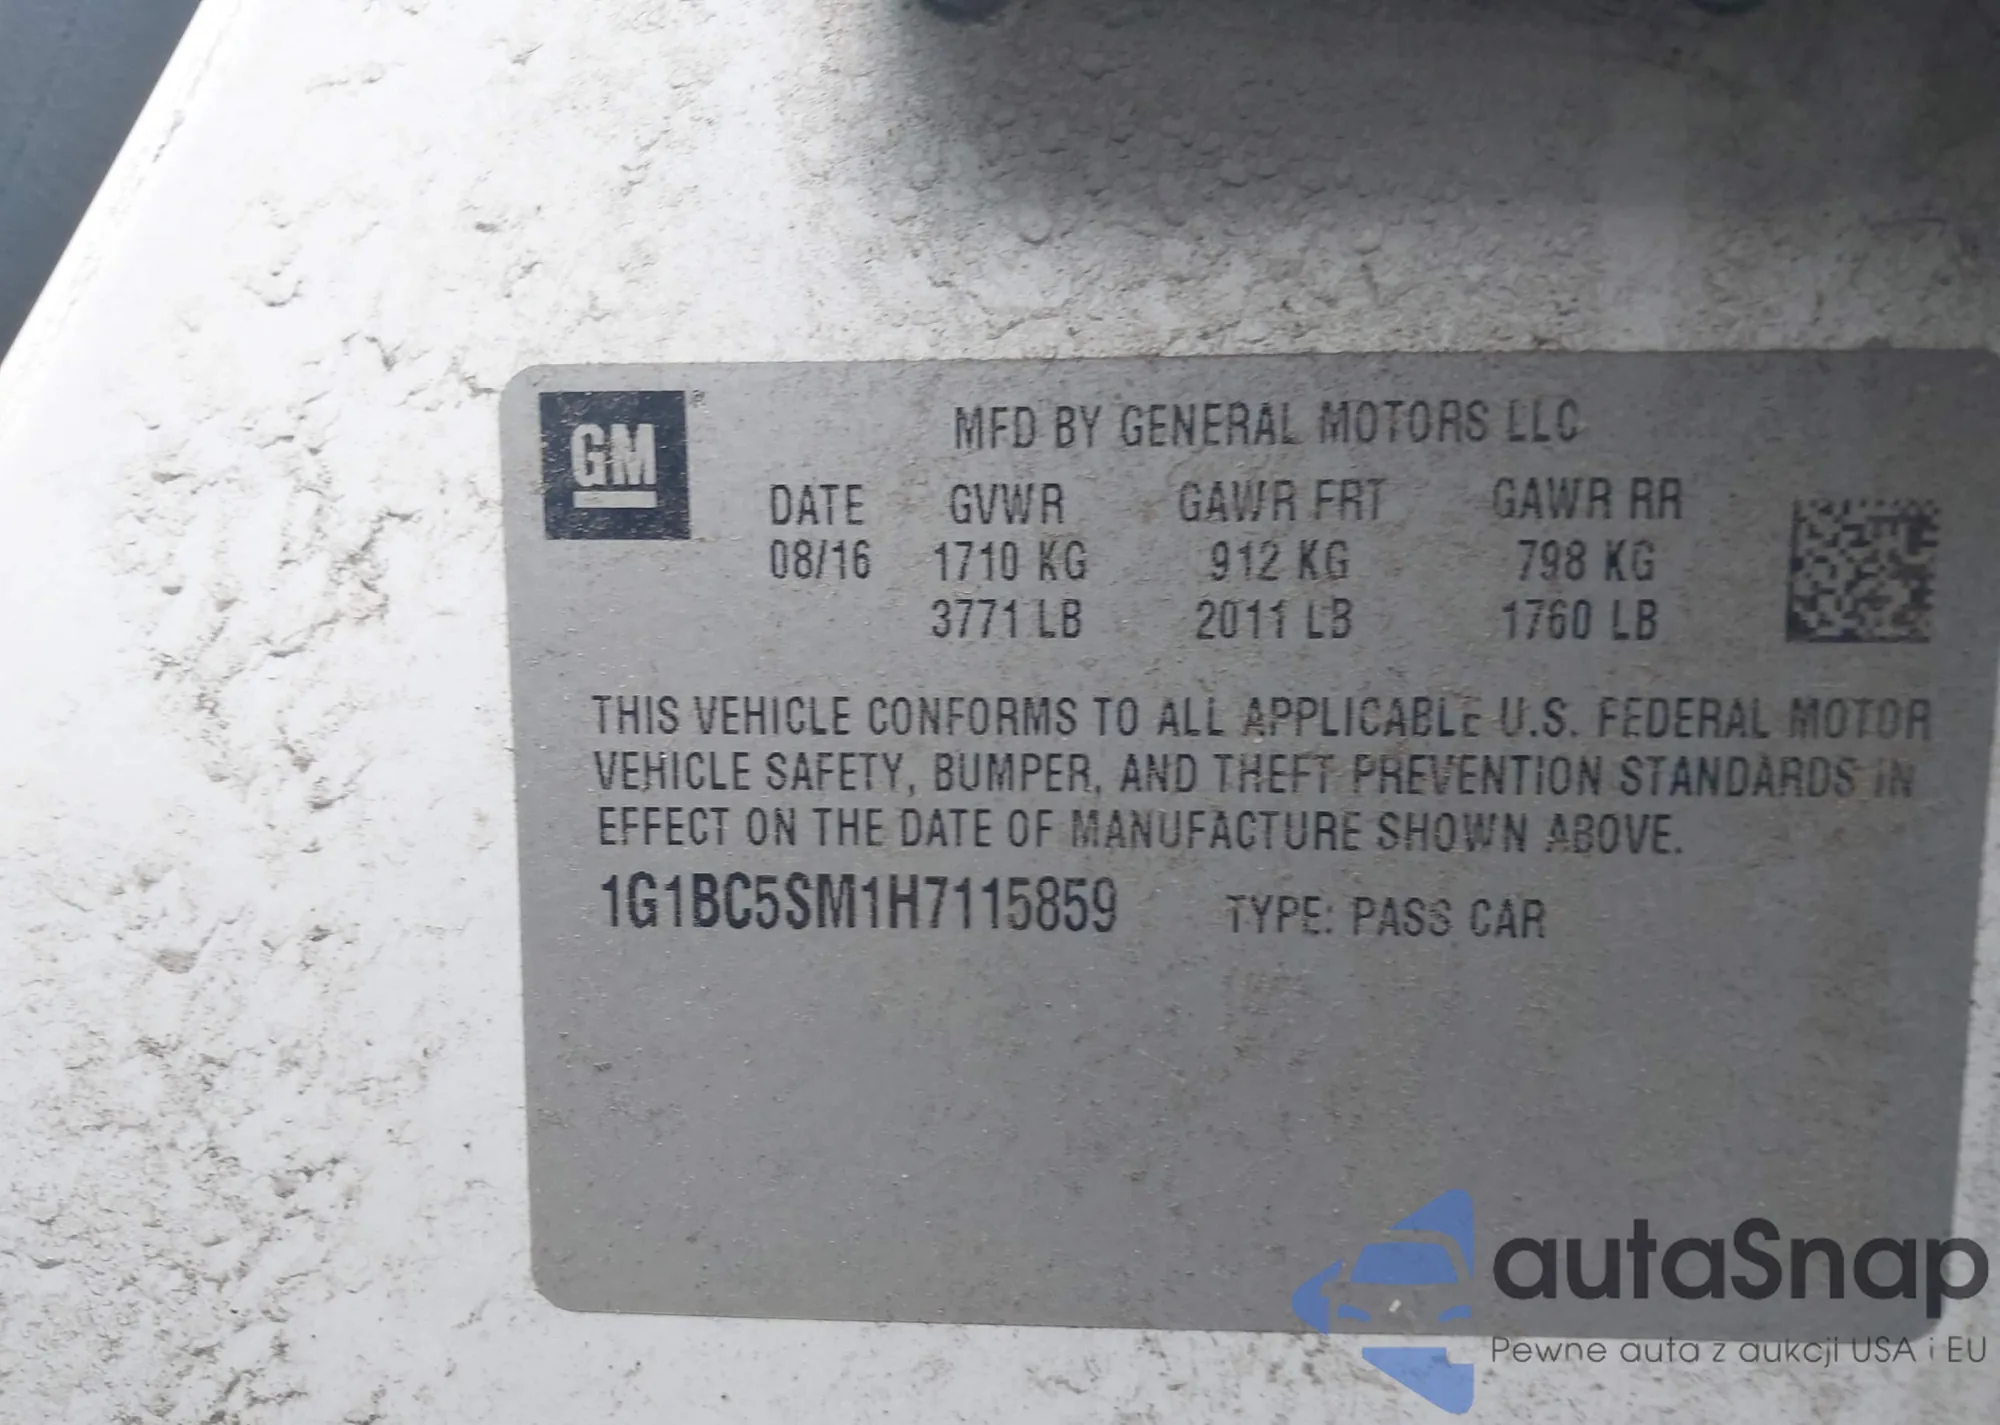 GM
MFD BY GENERAL MOTORS LLC
DATE GVWR GAWR FRT GAWR RR
08/16 1710 KG 912 KG 798 KG
3771 LB 2011 LB 1760 LB
THIS VEHICLE CONFORMS TO ALL APPLICABLE U.S. FEDERAL MOTOR
VEHICLE SAFETY, BUMPER, AND THEFT PREVENTION STANDARDS IN
EFFECT ON THE DATE OF MANUFACTURE SHOWN ABOVE.
1G1BC5SM1H7115859 TYPE: PASS CAR
autaSnap
Pewne auta z aukcji USA i EU